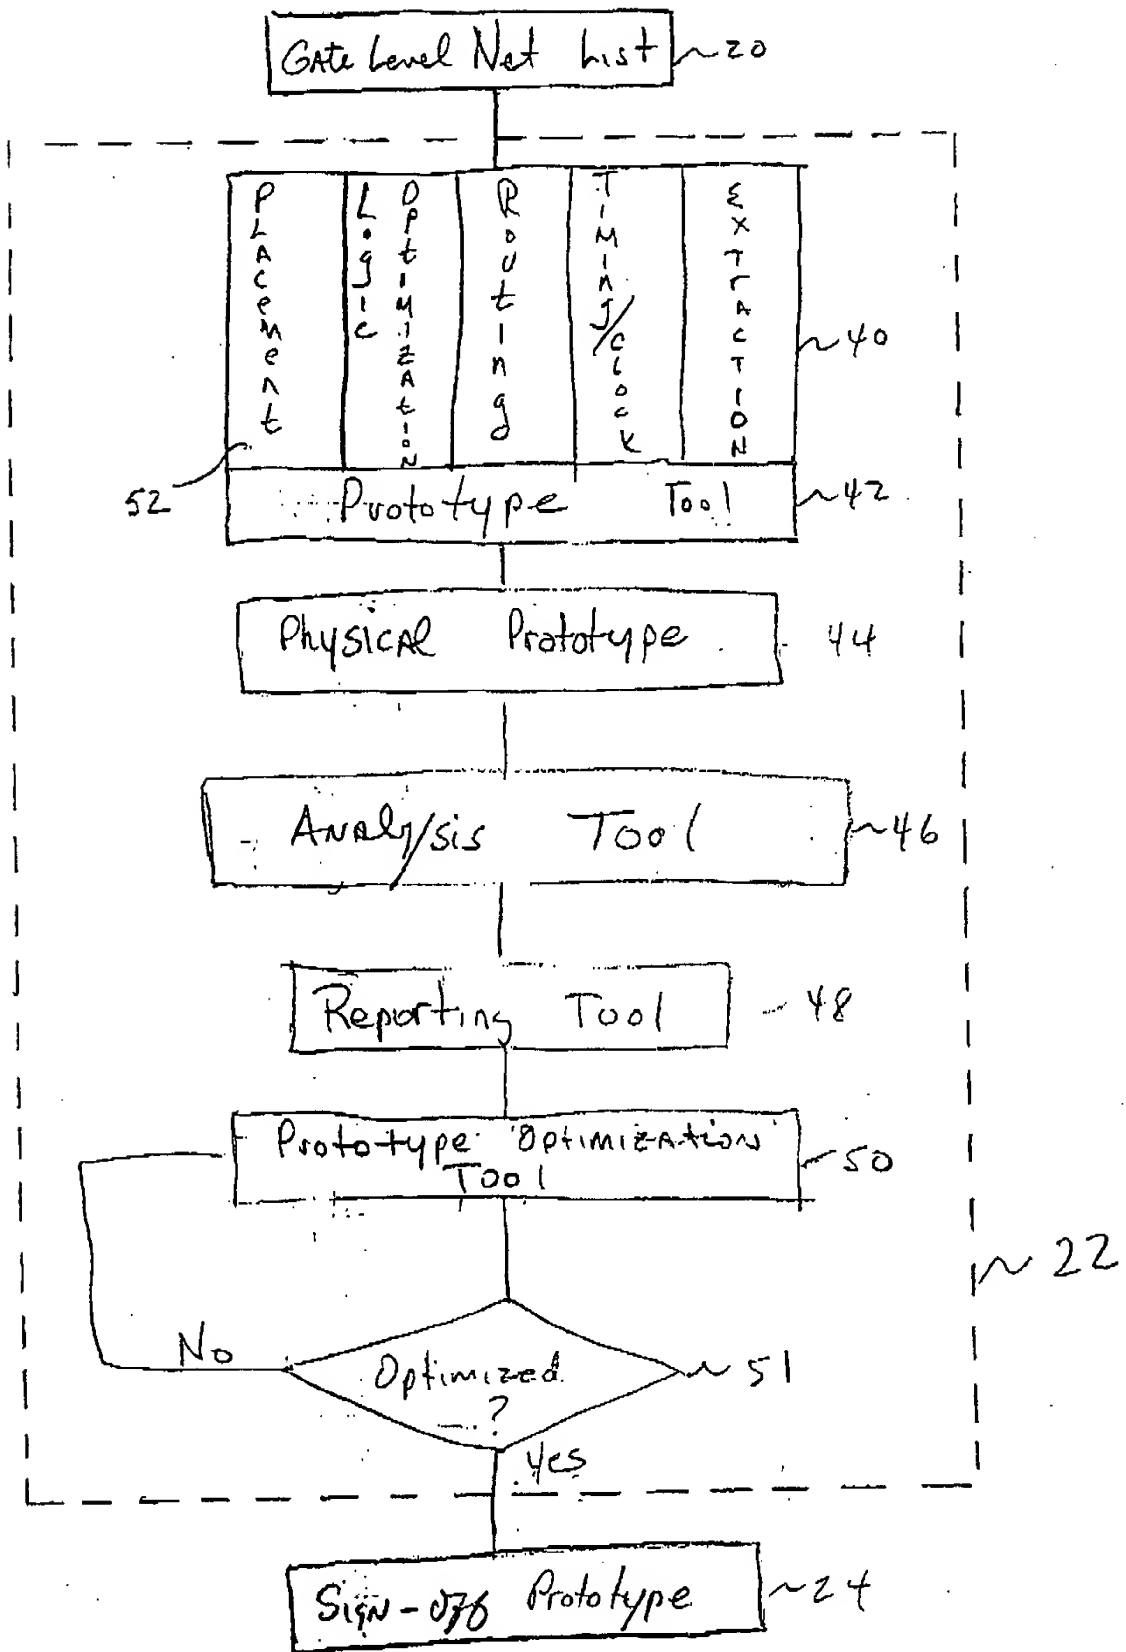 GAte Level Net List
20
PLACement
Logic
OptIMIZAtION
Routing
TIMINg/clock
EXTrACTION
40
52
Prototype Tool
42
PhysicAl Prototype
44
ANAlysis Tool
46
Reporting Tool
48
Prototype OptimizAtioN
Tool
50
22
No
Optimized
?
51
Yes
SigN-off Prototype
24